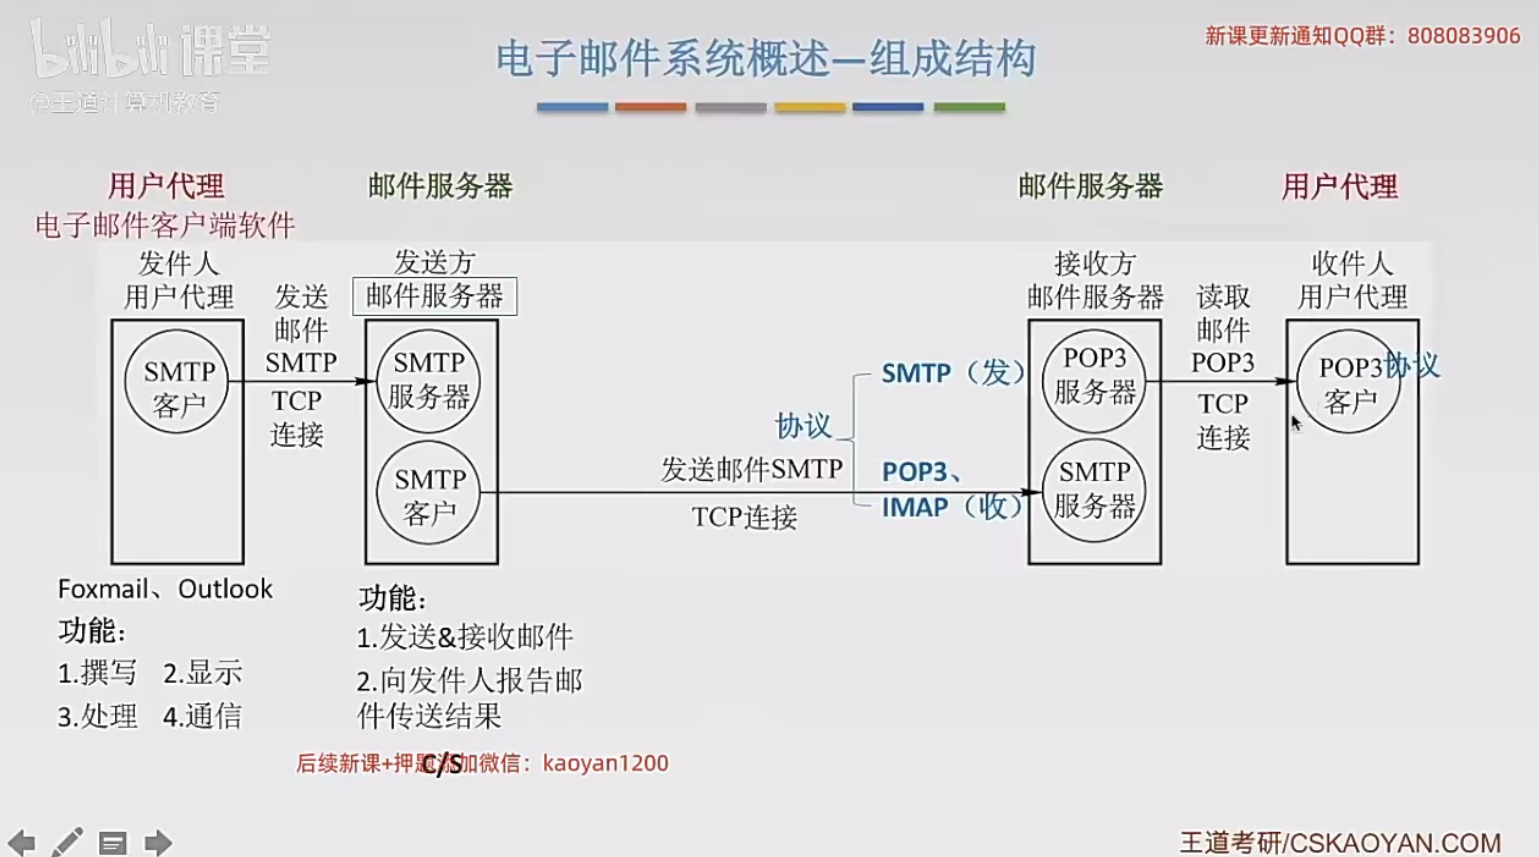 bilibili课堂
@王道计算机教育
新课更新通知QQ群：808083906
电子邮件系统概述—组成结构
用户代理
邮件服务器
邮件服务器
用户代理
电子邮件客户端软件
发件人
用户代理
发送
邮件
SMTP
TCP
连接
SMTP
客户
发送方
邮件服务器
SMTP
服务器
SMTP
客户
发送邮件SMTP
TCP连接
协议
SMTP（发）
POP3、
IMAP（收）
接收方
邮件服务器
POP3
服务器
SMTP
服务器
读取
邮件
POP3
TCP
连接
收件人
用户代理
POP3
客户
协议
Foxmail、Outlook
功能：
1.撰写 2.显示
3.处理 4.通信
功能：
1.发送&接收邮件
2.向发件人报告邮
件传送结果
C/S
后续新课+押题添加微信：kaoyan1200
王道考研/CSKAOYAN.COM